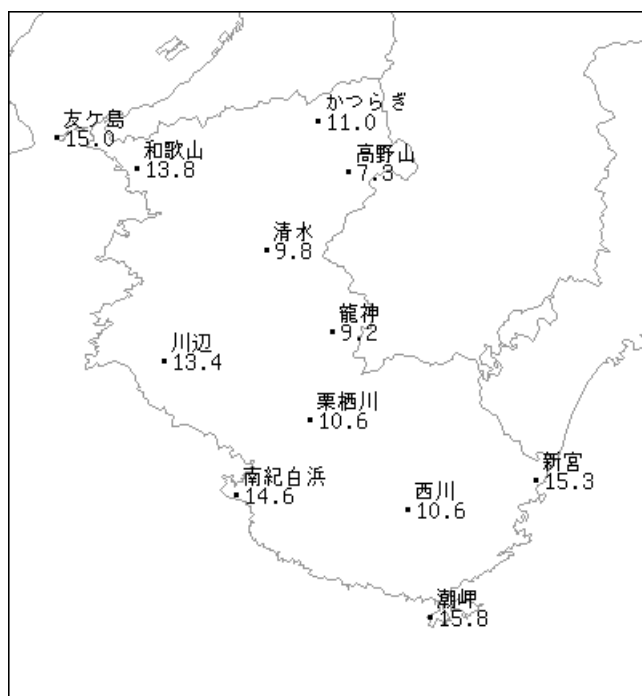 かつらぎ
11.0
友ケ島
15.0
和歌山
13.8
高野山
7.3
清水
9.8
龍神
9.2
川辺
13.4
栗栖川
10.6
新宮
15.3
南紀白浜
14.6
西川
10.6
潮岬
15.8